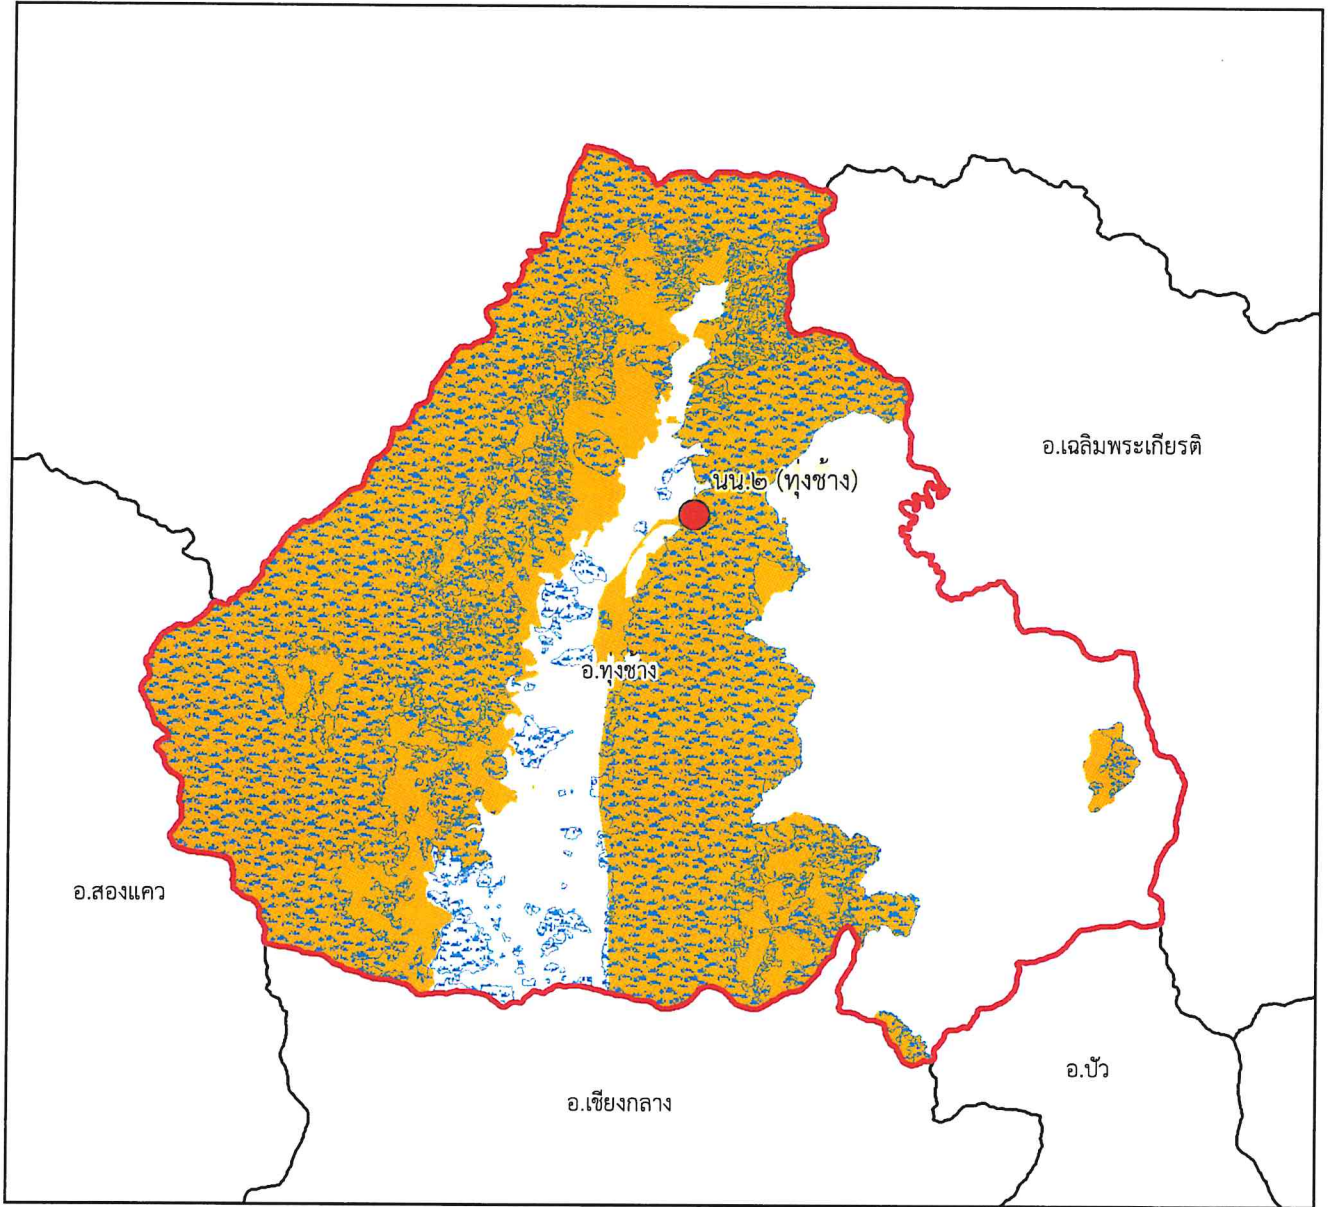 อ.เฉลิมพระเกียรติ
นน.๒ (ทุ่งช้าง)
อ.ทุ่งช้าง
อ.สองแคว
อ.ปัว
อ.เชียงกลาง